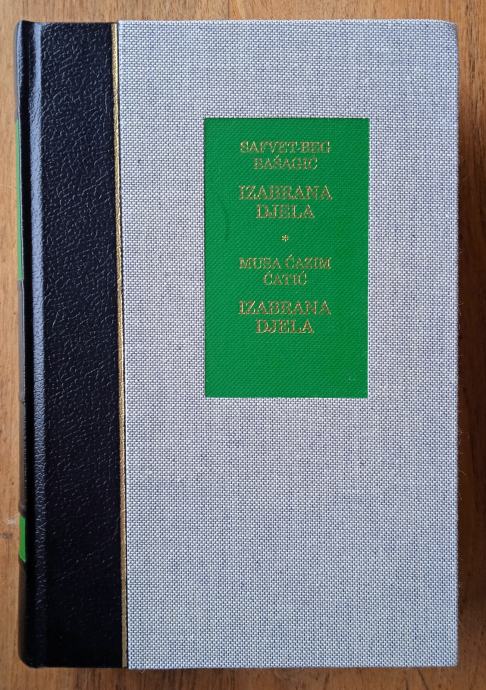 SAFVET-BEG
BAŠAGIĆ
IZABRANA
DJELA
*
MUSA ĆAZIM
ĆATIĆ
IZABRANA
DJELA